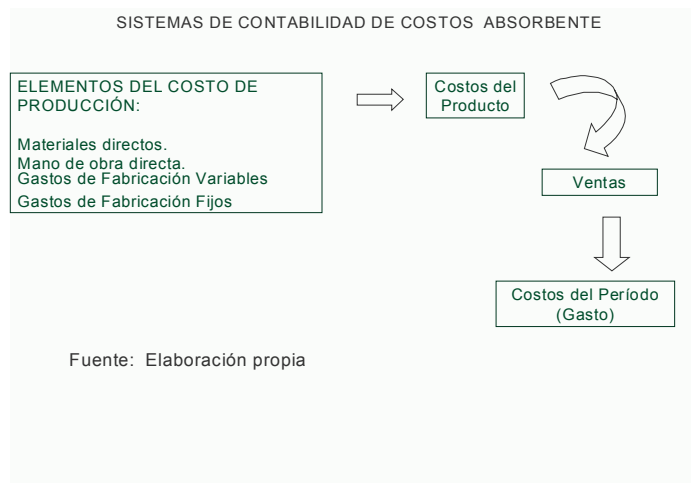 SISTEMAS DE CONTABILIDAD DE COSTOS ABSORBENTE
ELEMENTOS DEL COSTO DE
PRODUCCIÓN:
Materiales directos.
Mano de obra directa.
Gastos de Fabricación Variables
Gastos de Fabricación Fijos
Costos del
Producto
Ventas
Costos del Período
(Gasto)
Fuente: Elaboración propia